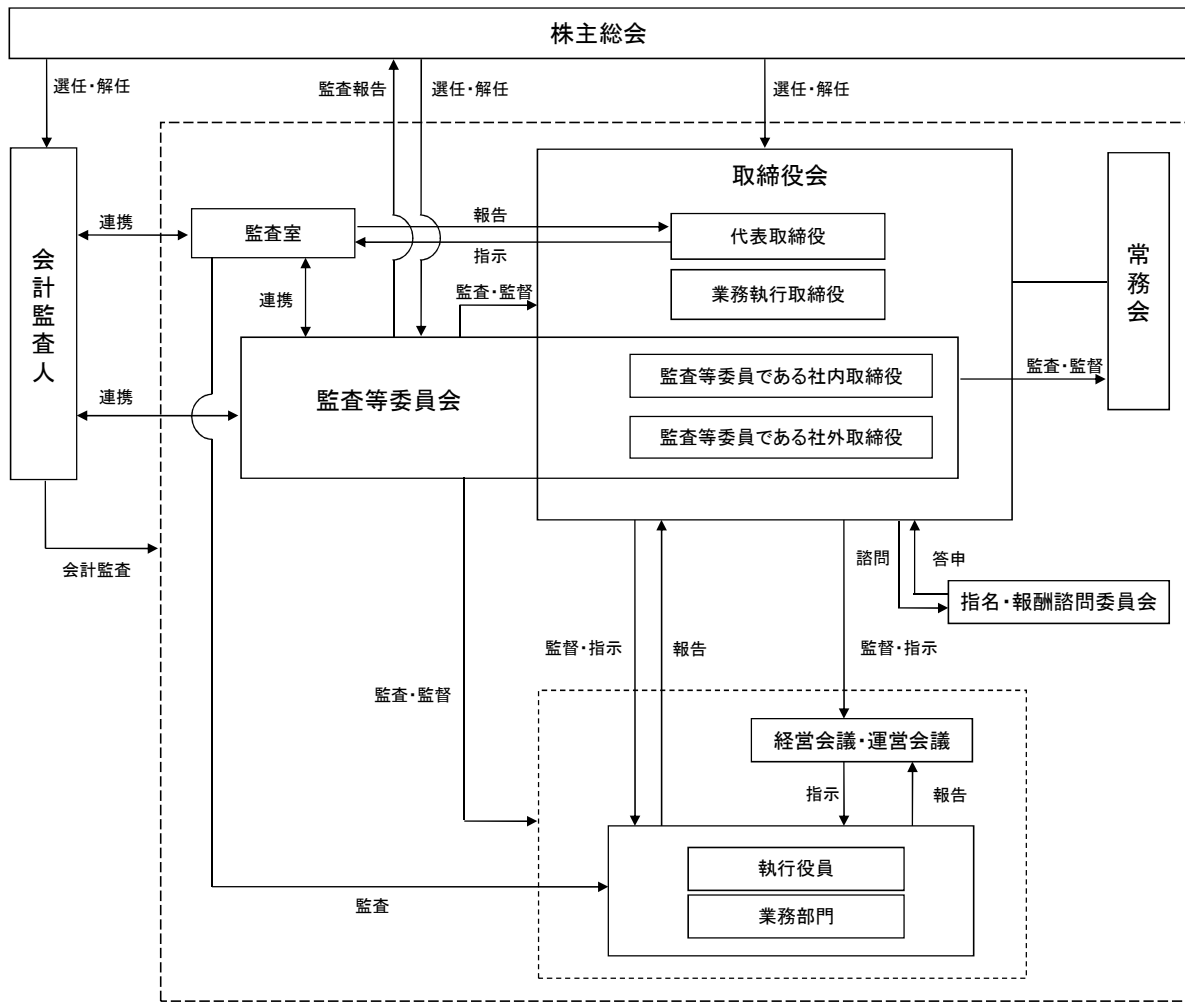 株主総会
選任・解任
監査報告
選任・解任
選任・解任
取締役会
常務会
会計監査人
連携
監査室
報告
指示
代表取締役
業務執行取締役
連携
監査・監督
監査等委員会
監査等委員である社内取締役
監査・監督
連携
監査等委員である社外取締役
会計監査
諮問
答申
指名・報酬諮問委員会
監督・指示
報告
監督・指示
監査・監督
経営会議・運営会議
指示
報告
執行役員
監査
業務部門